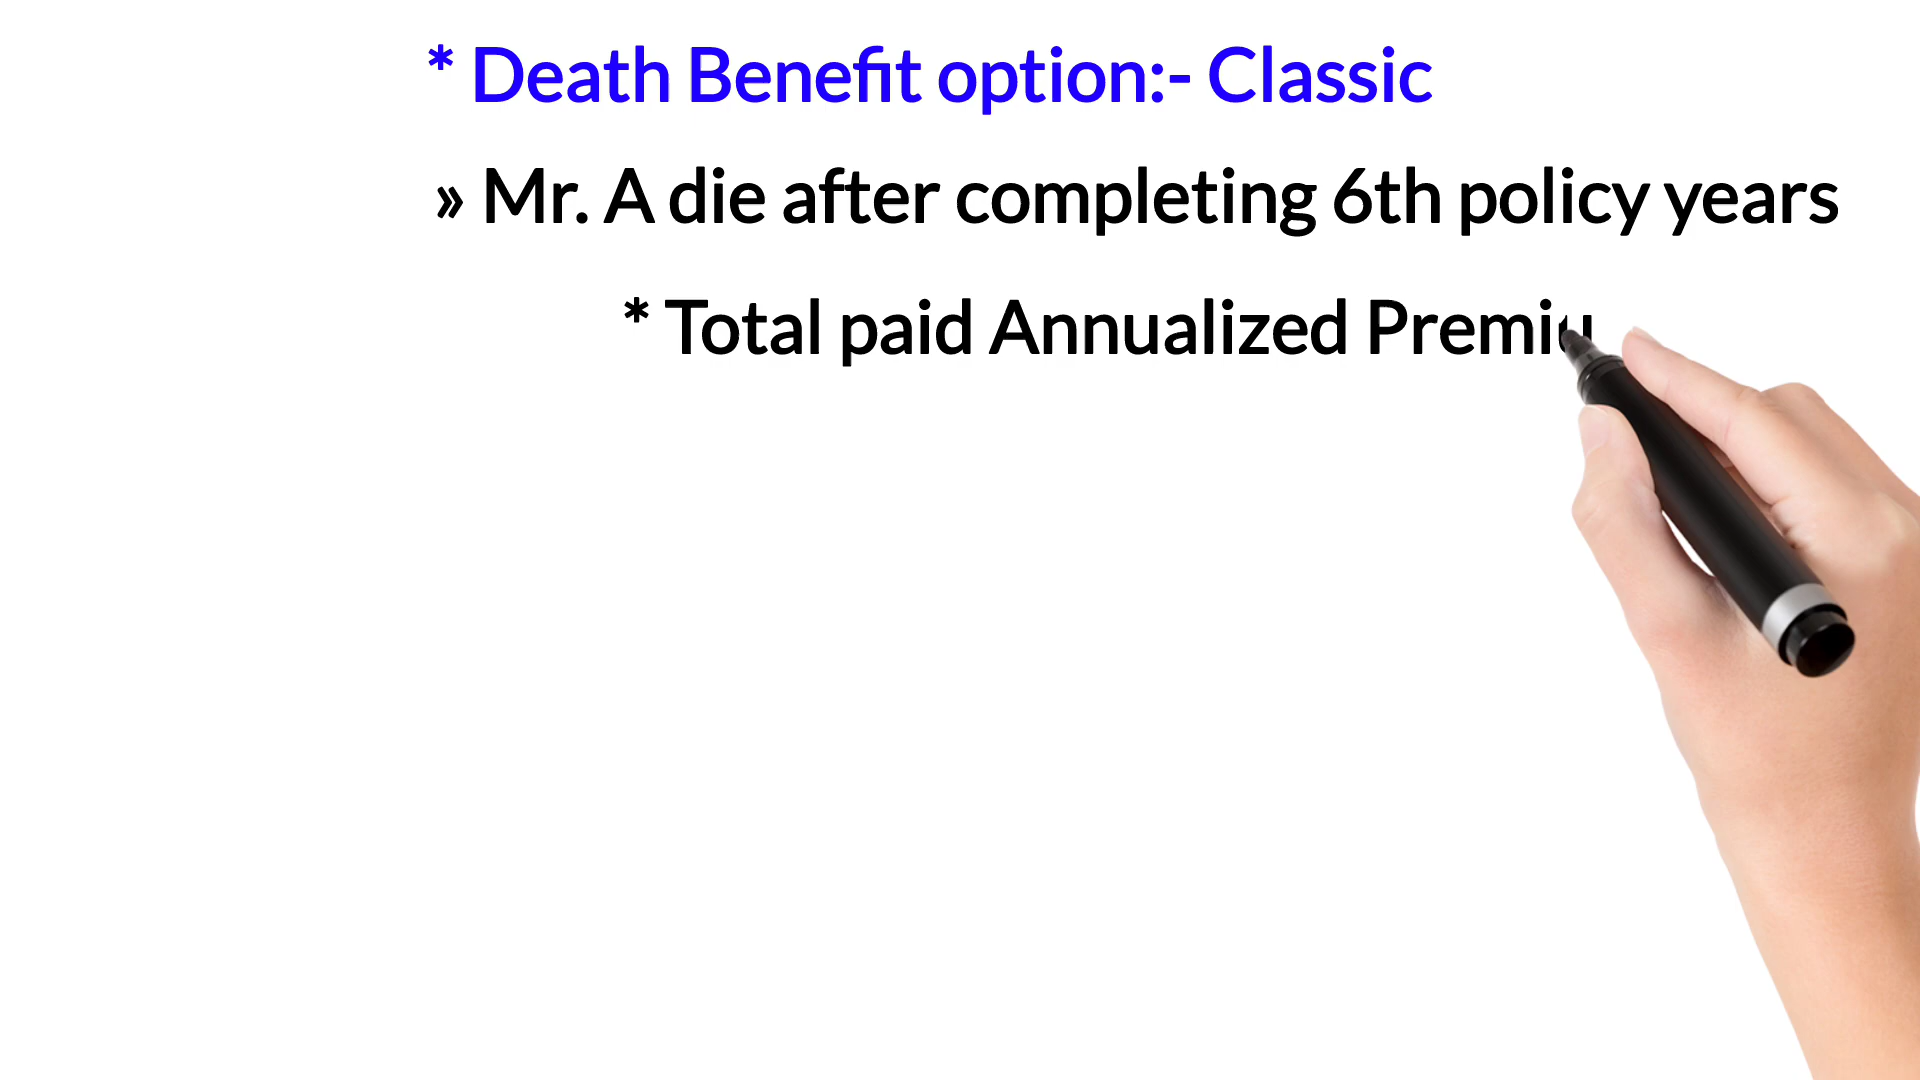 * Death Benefit option:- Classic
» Mr. A die after completing 6th policy years
* Total paid Annualized Premiu